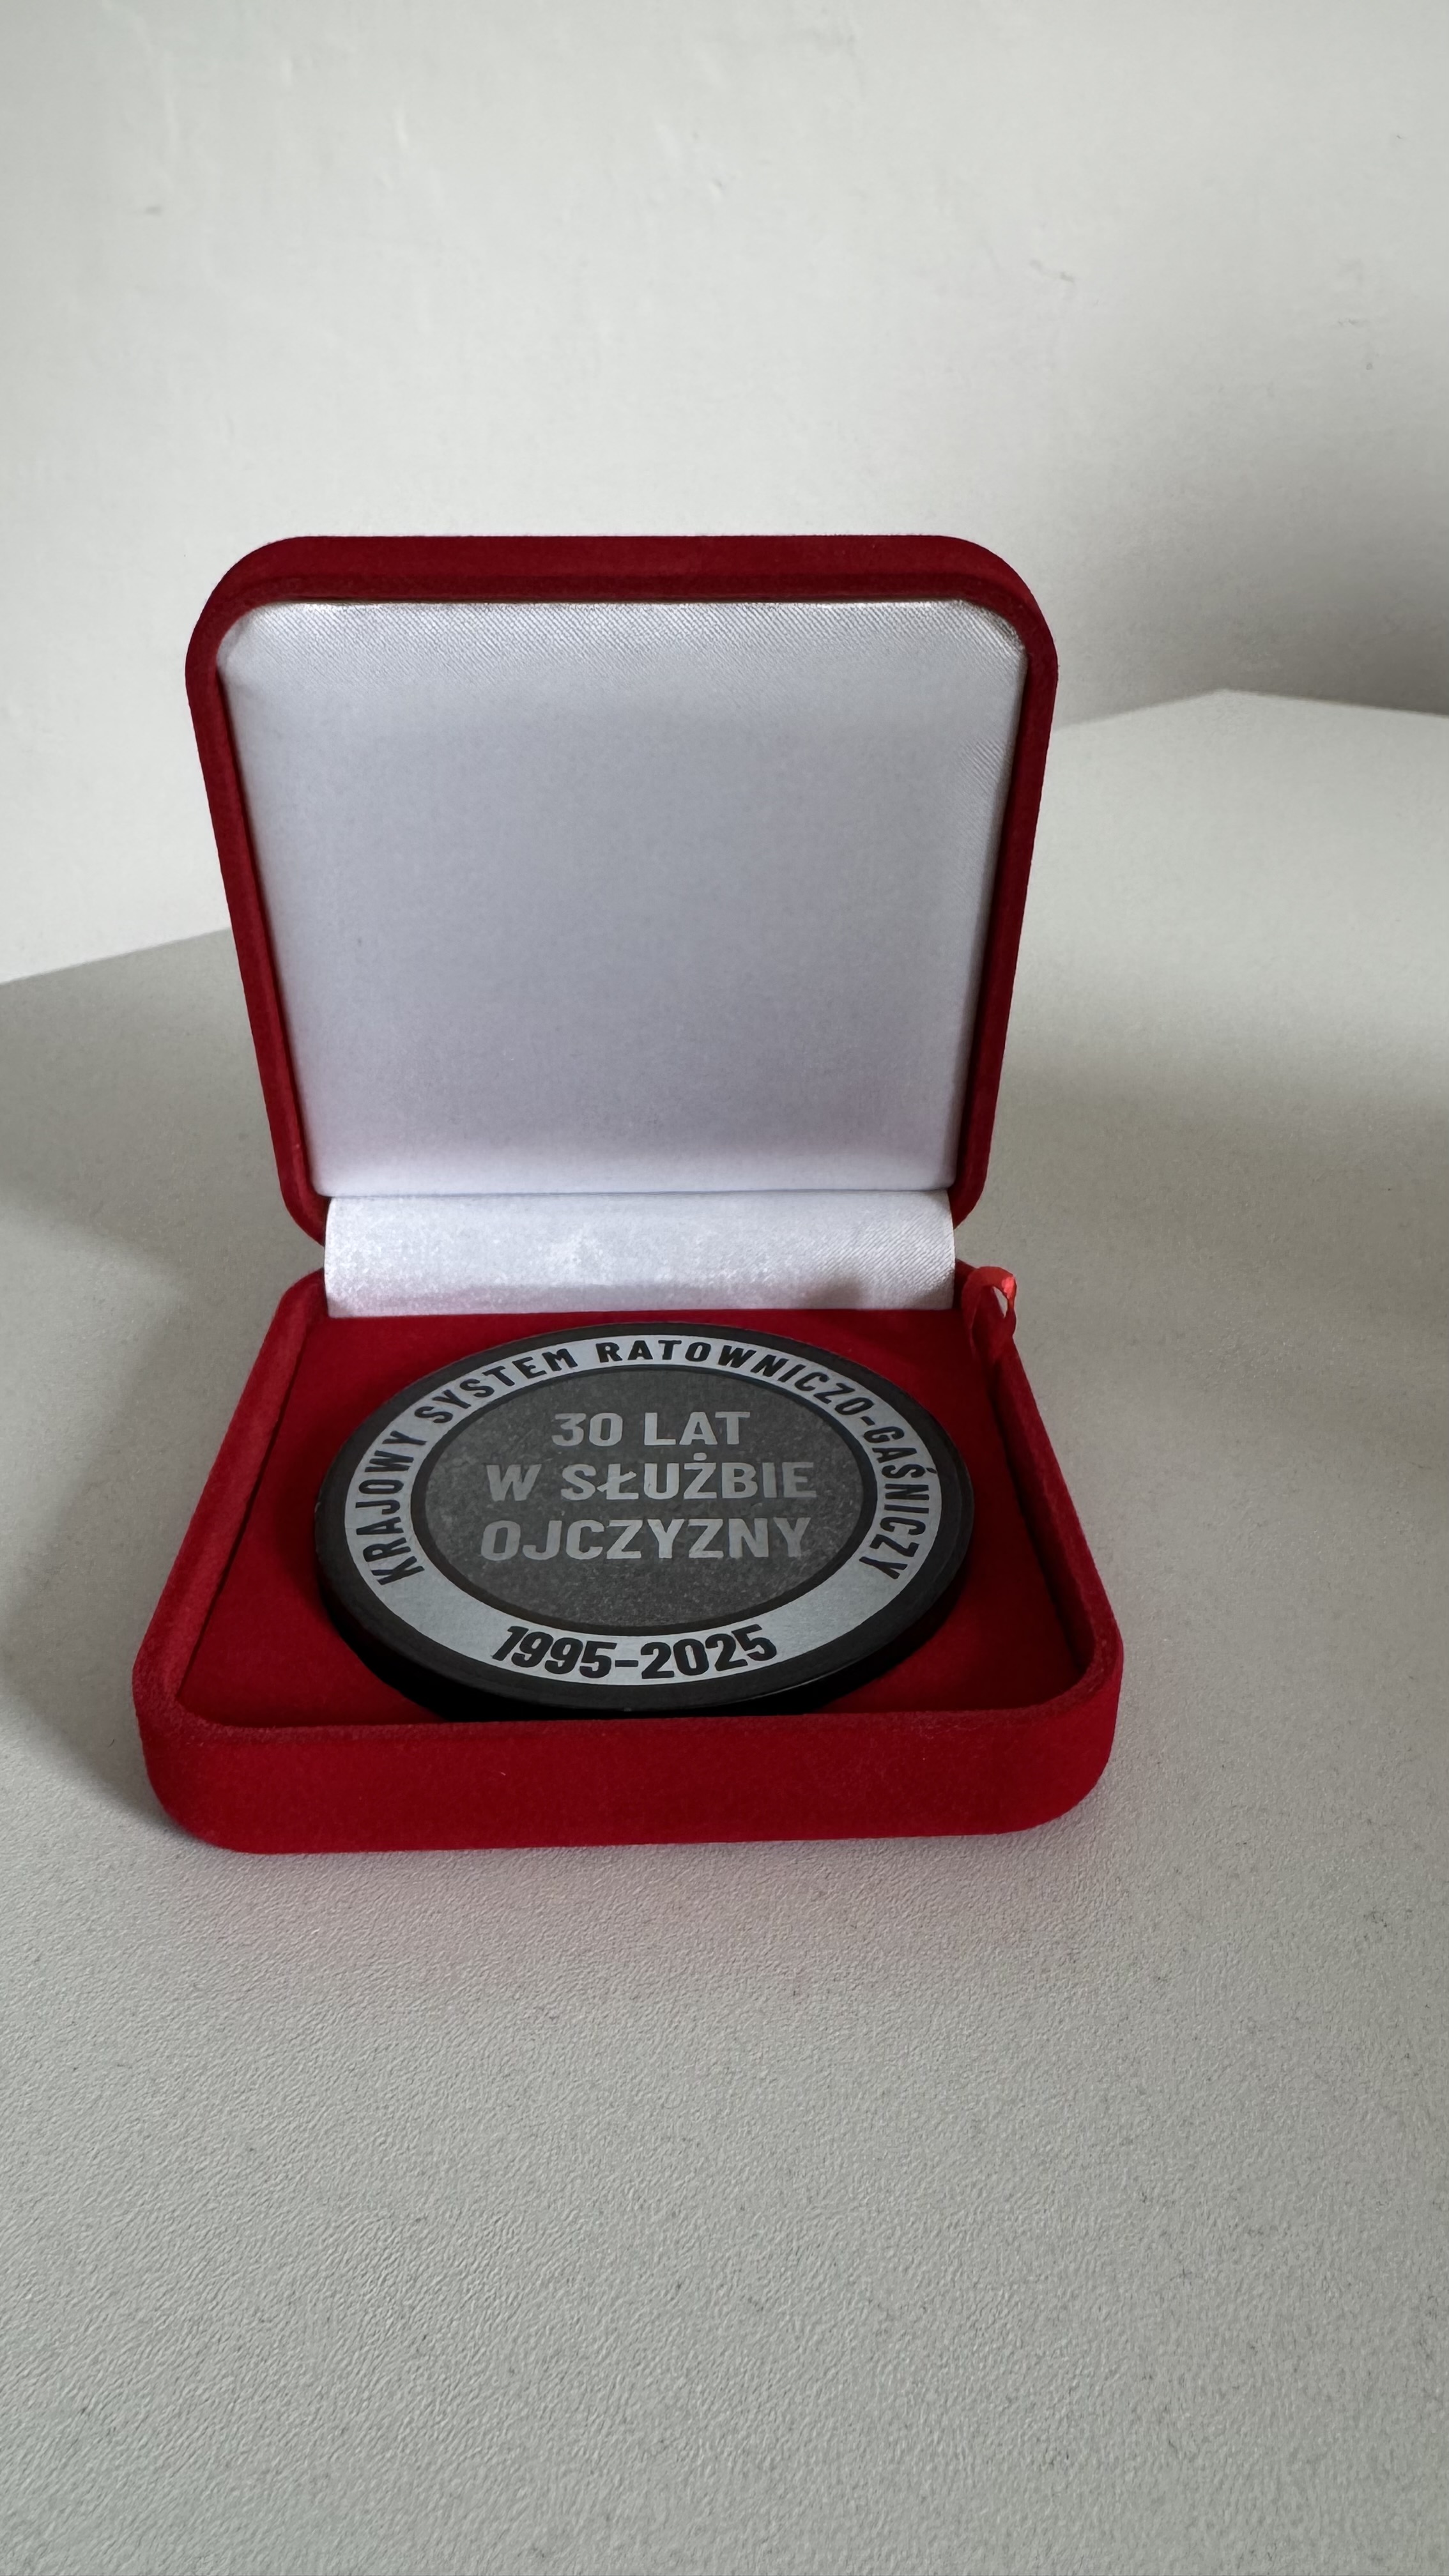 KRAJOWY SYSTEM RATOWNICZO-GAŚNICZY
30 LAT
W SŁUŻBIE
OJCZYZNY
1995-2025